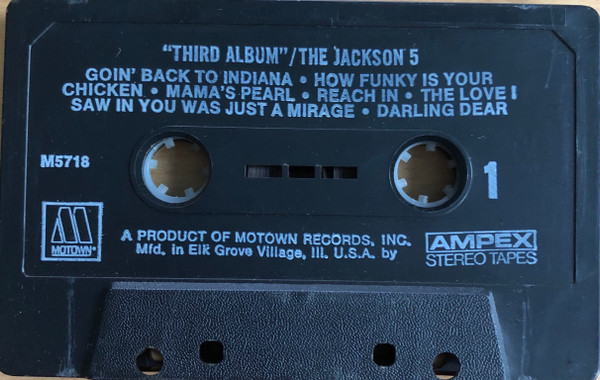 "THIRD ALBUM"/THE JACKSON 5
GOIN' BACK TO INDIANA • HOW FUNKY IS YOUR
CHICKEN • MAMA'S PEARL • REACH IN • THE LOVE I
SAW IN YOU WAS JUST A MIRAGE • DARLING DEAR
M5718
1
MOTOWN®
A PRODUCT OF MOTOWN RECORDS, INC.
Mfd. in Elk Grove Village, Ill. U.S.A. by
AMPEX
STEREO TAPES